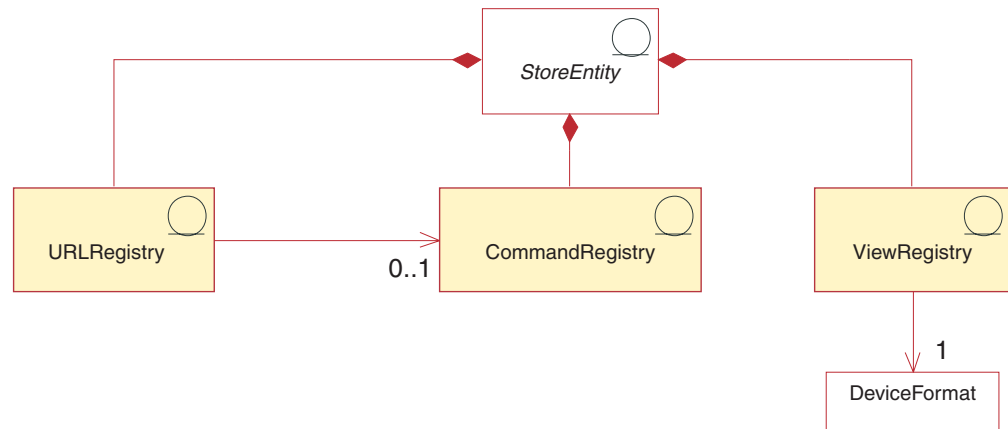 StoreEntity
URLRegistry
0..1
CommandRegistry
ViewRegistry
1
DeviceFormat